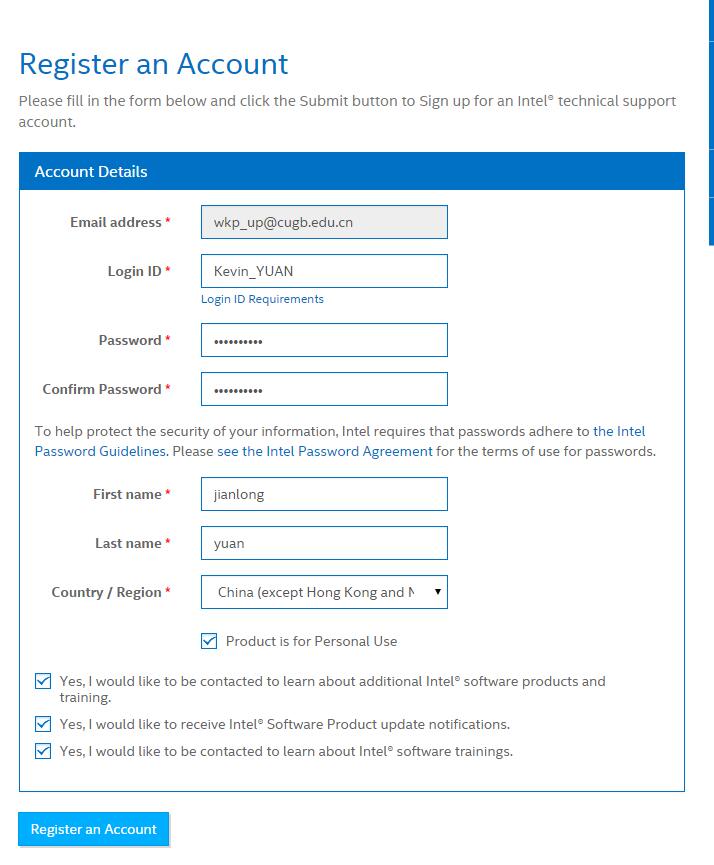 Register an Account
Please fill in the form below and click the Submit button to Sign up for an Intel® technical support
account.
Account Details
Email address *
wkp_up@cugb.edu.cn
Login ID *
Kevin_YUAN
Login ID Requirements
Password *
••••••••••
Confirm Password *
••••••••••
To help protect the security of your information, Intel requires that passwords adhere to the Intel
Password Guidelines. Please see the Intel Password Agreement for the terms of use for passwords.
First name *
jianlong
Last name *
yuan
Country / Region *
China (except Hong Kong and
Product is for Personal Use
Yes, I would like to be contacted to learn about additional Intel® software products and
training.
Yes, I would like to receive Intel® Software Product update notifications.
Yes, I would like to be contacted to learn about Intel® software trainings.
Register an Account